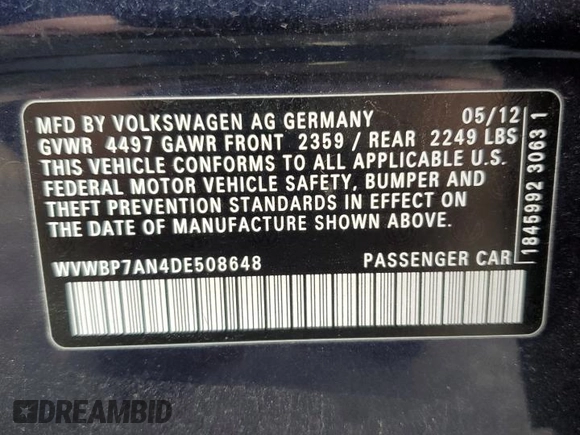 MFD BY VOLKSWAGEN AG GERMANY 05/12
GVWR 4497 GAWR FRONT 2359 / REAR 2249 LBS
THIS VEHICLE CONFORMS TO ALL APPLICABLE U.S.
FEDERAL MOTOR VEHICLE SAFETY, BUMPER AND
THEFT PREVENTION STANDARDS IN EFFECT ON
THE DATE OF MANUFACTURE SHOWN ABOVE.
WVWBP7AN4DE508648 PASSENGER CAR
1845992 3063 1
DREAMBID